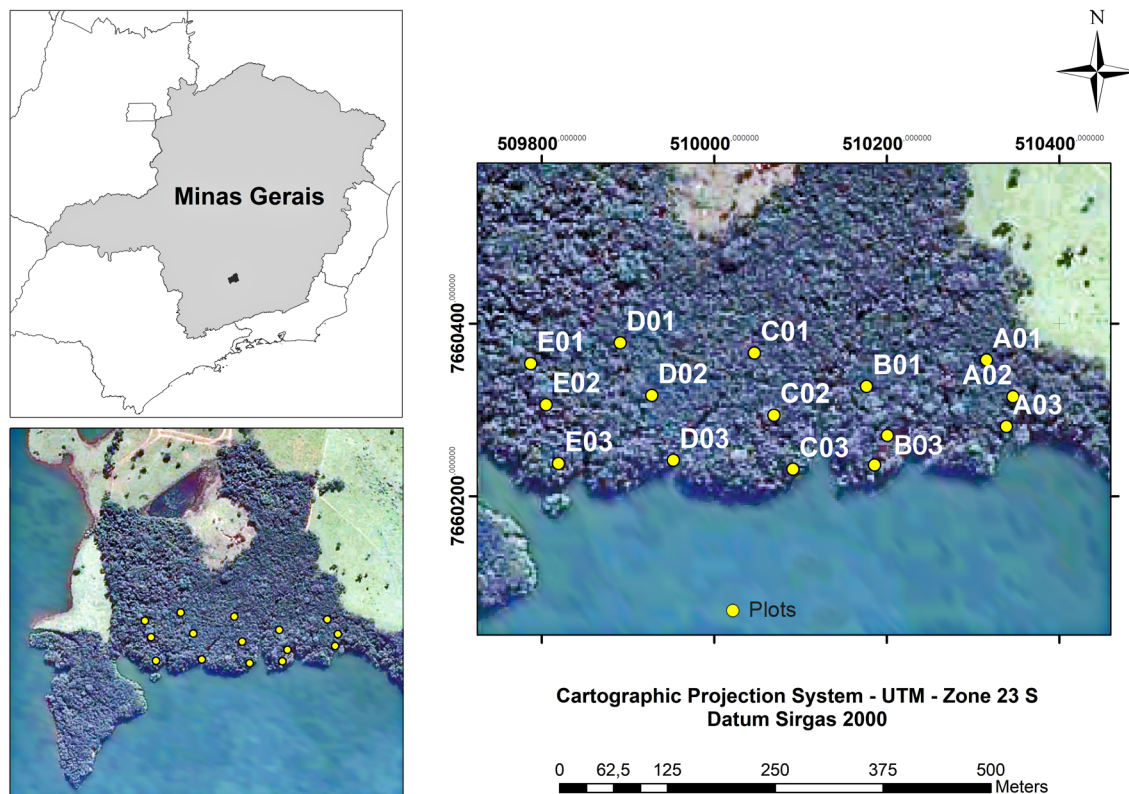 Minas Gerais
N
509800,000000 510000,000000 510200,000000 510400,000000
7660400,000000
7660200,000000
E01
D01
C01
B01
A01
E02
D02
C02
A02
A03
E03
D03
C03
B03
Plots
Cartographic Projection System - UTM - Zone 23 S
Datum Sirgas 2000
0 62,5 125 250 375 500
Meters